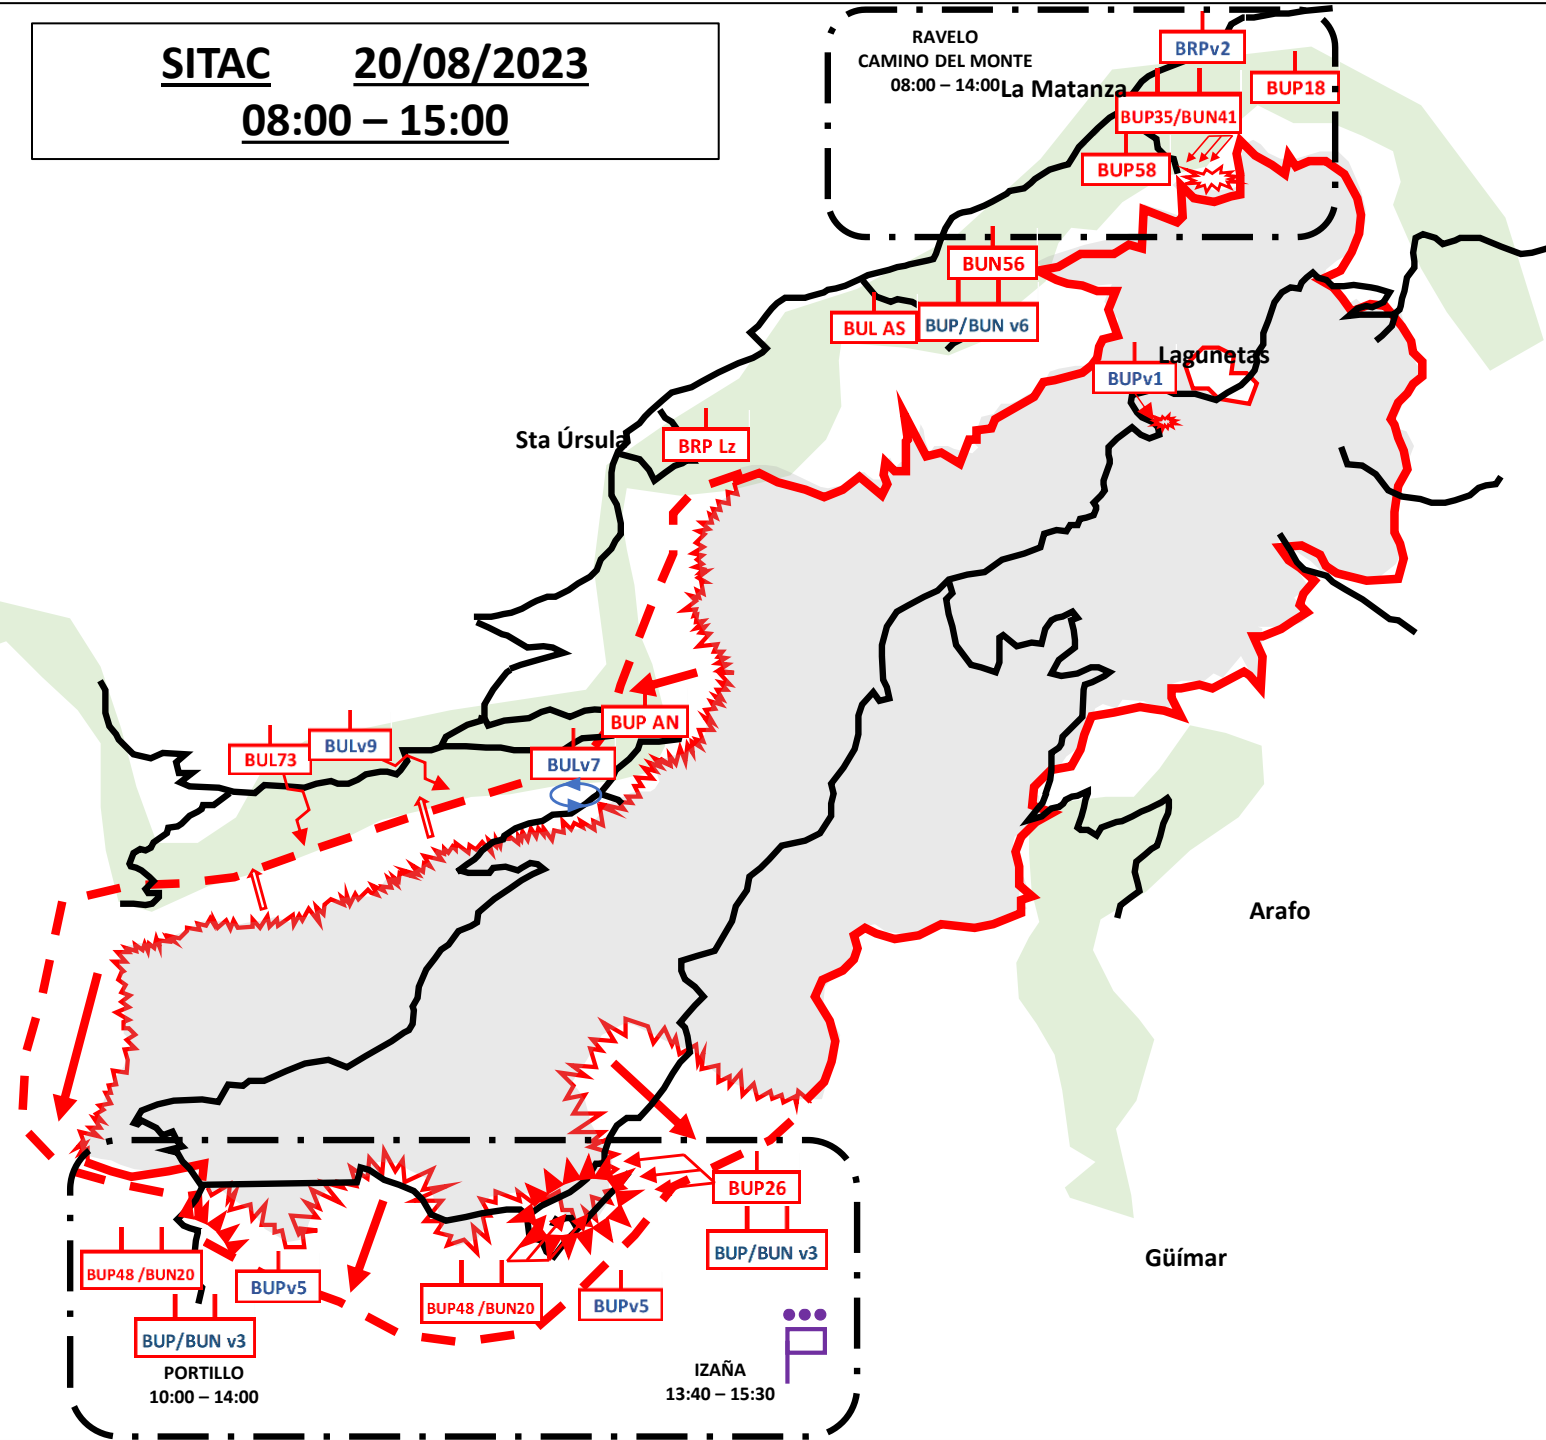 SITAC 20/08/2023
08:00 – 15:00
RAVELO
CAMINO DEL MONTE
08:00 – 14:00
La Matanza
BRPv2
BUP18
BUP35/BUN41
BUP58
BUN56
BUL AS
BUP/BUN v6
Lagunetas
BUPv1
Sta Úrsula
BRP Lz
BUP AN
BUL73
BULv9
BULv7
Arafo
Güímar
BUP26
BUP/BUN v3
BUP48 /BUN20
BUPv5
BUP48 /BUN20
BUPv5
BUP/BUN v3
PORTILLO
10:00 – 14:00
IZAÑA
13:40 – 15:30